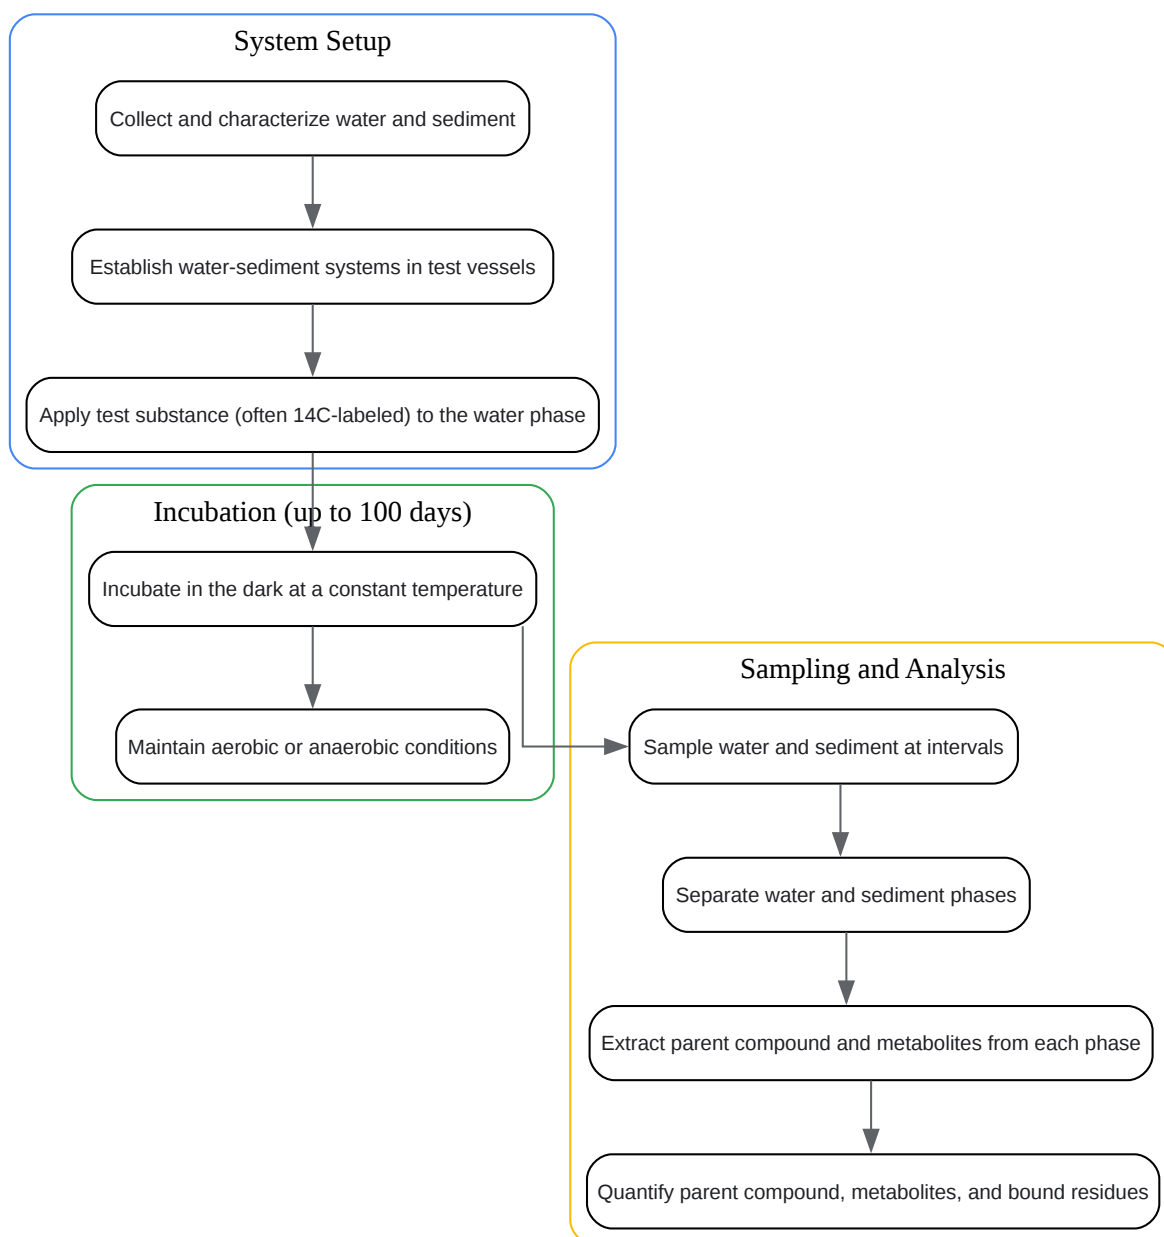 System Setup
Collect and characterize water and sediment
Establish water-sediment systems in test vessels
Apply test substance (often 14C-labeled) to the water phase
Incubation (up to 100 days)
Incubate in the dark at a constant temperature
Maintain aerobic or anaerobic conditions
Sampling and Analysis
Sample water and sediment at intervals
Separate water and sediment phases
Extract parent compound and metabolites from each phase
Quantify parent compound, metabolites, and bound residues